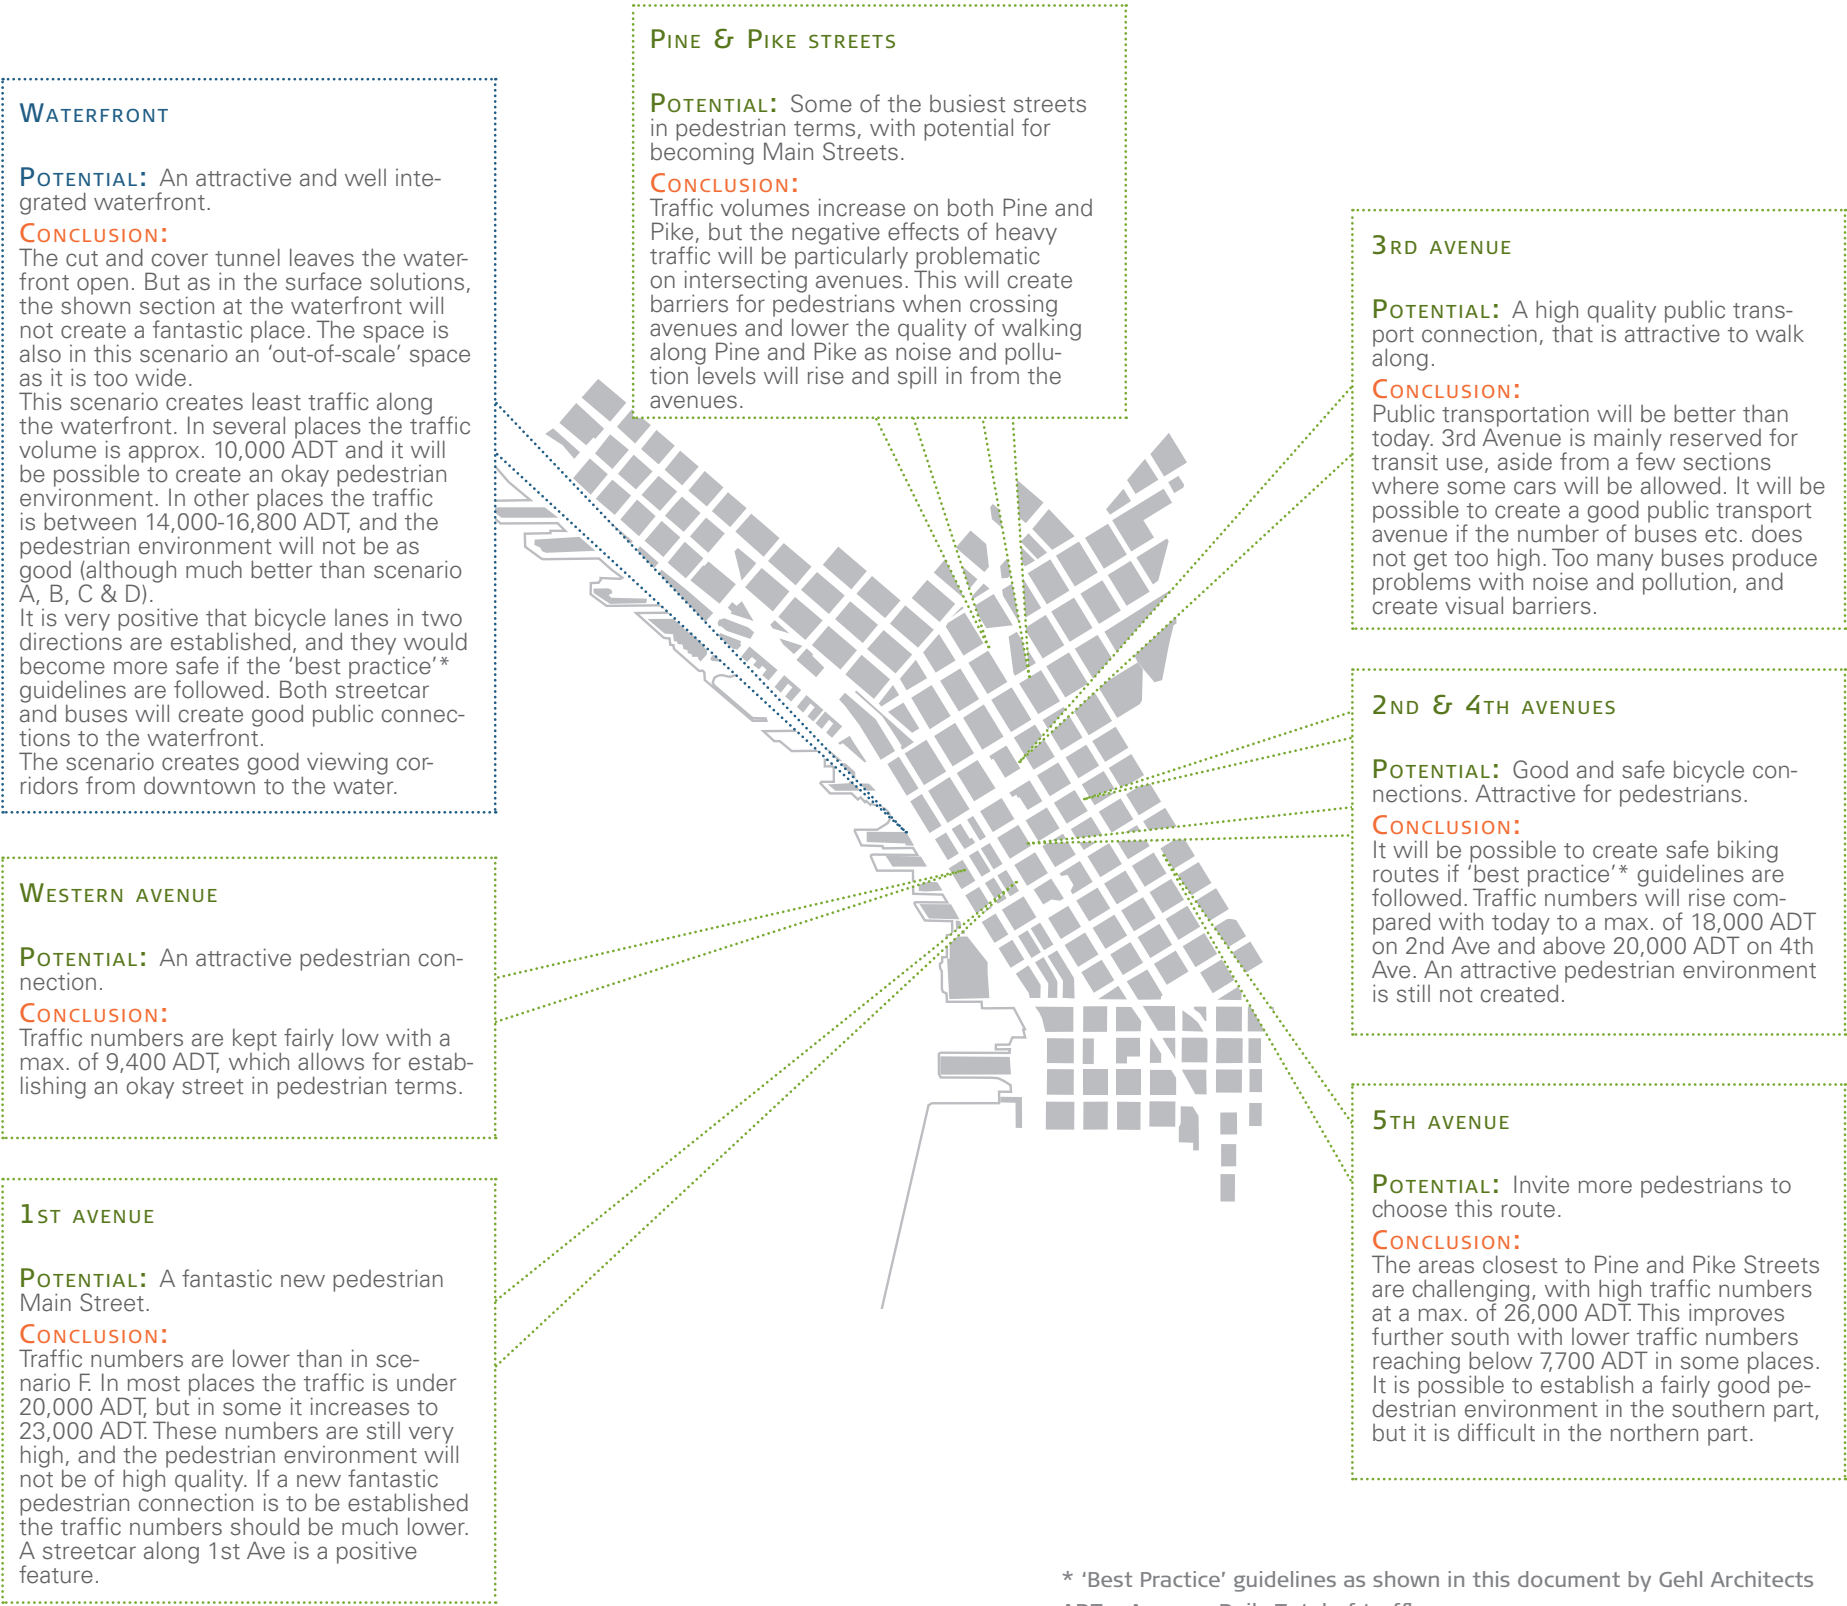 WATERFRONT
POTENTIAL: An attractive and well inte-
grated waterfront.
CONCLUSION:
The cut and cover tunnel leaves the water-
front open. But as in the surface solutions,
the shown section at the waterfront will
not create a fantastic place. The space is
also in this scenario an ‘out-of-scale’ space
as it is too wide.
This scenario creates least traffic along
the waterfront. In several places the traffic
volume is approx. 10,000 ADT and it will
be possible to create an okay pedestrian
environment. In other places the traffic
is between 14,000-16,800 ADT, and the
pedestrian environment will not be as
good (although much better than scenario
A, B, C & D).
It is very positive that bicycle lanes in two
directions are established, and they would
become more safe if the ‘best practice’*
guidelines are followed. Both streetcar
and buses will create good public connec-
tions to the waterfront.
The scenario creates good viewing cor-
ridors from downtown to the water.
WESTERN AVENUE
POTENTIAL: An attractive pedestrian con-
nection.
CONCLUSION:
Traffic numbers are kept fairly low with a
max. of 9,400 ADT, which allows for estab-
lishing an okay street in pedestrian terms.
1ST AVENUE
POTENTIAL: A fantastic new pedestrian
Main Street.
CONCLUSION:
Traffic numbers are lower than in sce-
nario F. In most places the traffic is under
20,000 ADT, but in some it increases to
23,000 ADT. These numbers are still very
high, and the pedestrian environment will
not be of high quality. If a new fantastic
pedestrian connection is to be established
the traffic numbers should be much lower.
A streetcar along 1st Ave is a positive
feature.
PINE & PIKE STREETS
POTENTIAL: Some of the busiest streets
in pedestrian terms, with potential for
becoming Main Streets.
CONCLUSION:
Traffic volumes increase on both Pine and
Pike, but the negative effects of heavy
traffic will be particularly problematic
on intersecting avenues. This will create
barriers for pedestrians when crossing
avenues and lower the quality of walking
along Pine and Pike as noise and pollu-
tion levels will rise and spill in from the
avenues.
3RD AVENUE
POTENTIAL: A high quality public trans-
port connection, that is attractive to walk
along.
CONCLUSION:
Public transportation will be better than
today. 3rd Avenue is mainly reserved for
transit use, aside from a few sections
where some cars will be allowed. It will be
possible to create a good public transport
avenue if the number of buses etc. does
not get too high. Too many buses produce
problems with noise and pollution, and
create visual barriers.
2ND & 4TH AVENUES
POTENTIAL: Good and safe bicycle con-
nections. Attractive for pedestrians.
CONCLUSION:
It will be possible to create safe biking
routes if ‘best practice’* guidelines are
followed. Traffic numbers will rise com-
pared with today to a max. of 18,000 ADT
on 2nd Ave and above 20,000 ADT on 4th
Ave. An attractive pedestrian environment
is still not created.
5TH AVENUE
POTENTIAL: Invite more pedestrians to
choose this route.
CONCLUSION:
The areas closest to Pine and Pike Streets
are challenging, with high traffic numbers
at a max. of 26,000 ADT. This improves
further south with lower traffic numbers
reaching below 7,700 ADT in some places.
It is possible to establish a fairly good pe-
destrian environment in the southern part,
but it is difficult in the northern part.
* ‘Best Practice’ guidelines as shown in this document by Gehl Architects